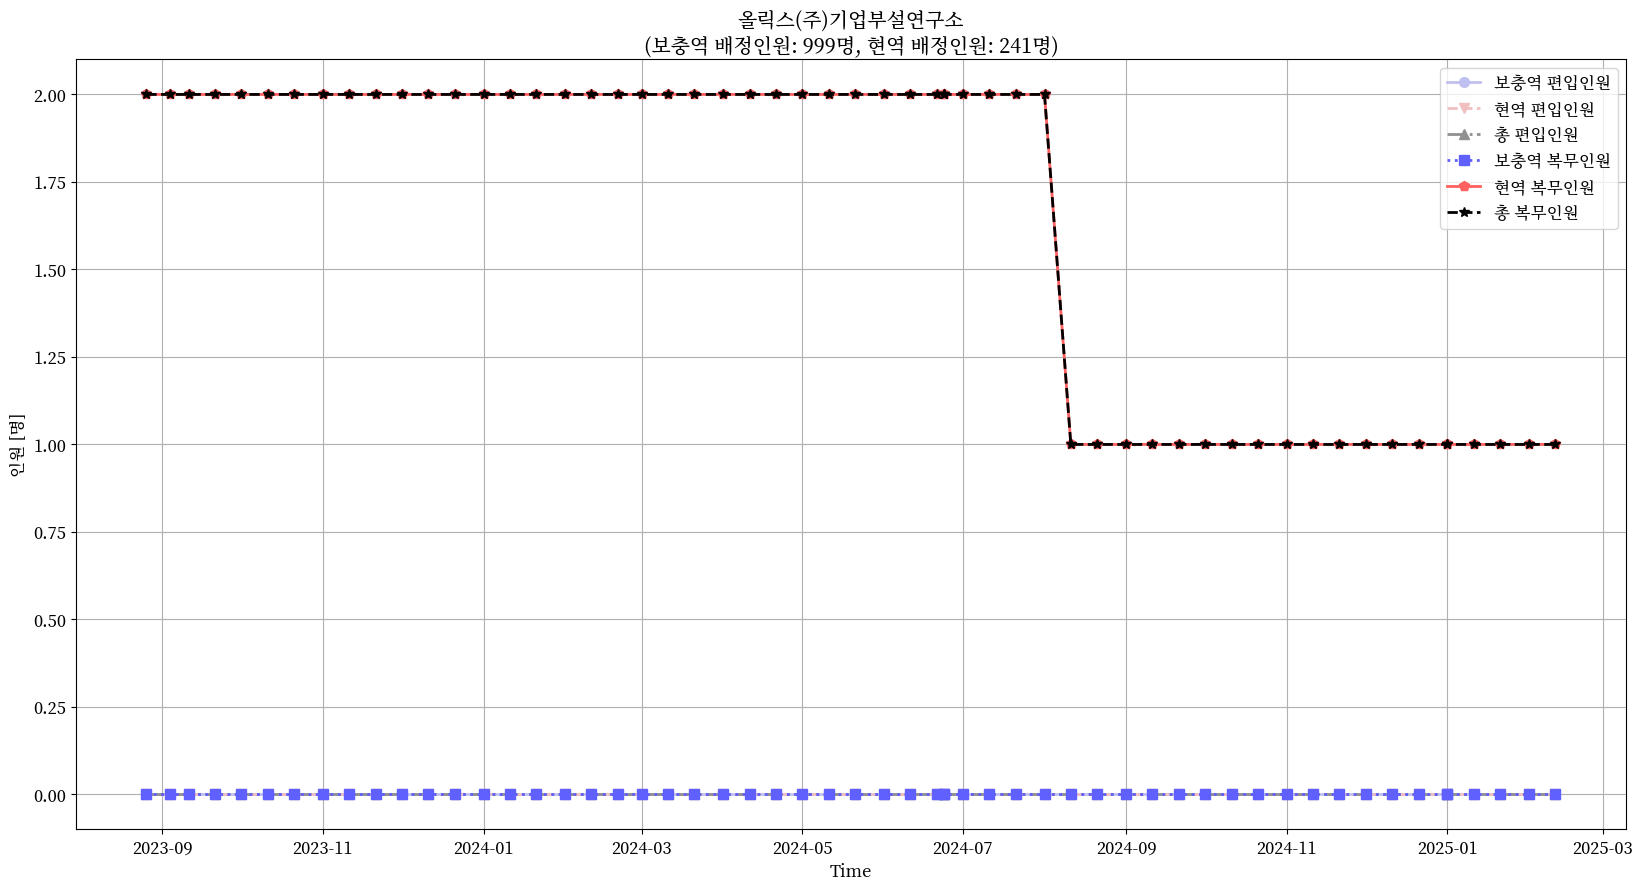 올릭스(주)기업부설연구소
(보충역 배정인원: 999명, 현역 배정인원: 241명)
보충역 편입인원
현역 편입인원
총 편입인원
보충역 복무인원
현역 복무인원
총 복무인원
인원 [명]
2.00
1.75
1.50
1.25
1.00
0.75
0.50
0.25
0.00
2023-09 2023-11 2024-01 2024-03 2024-05 2024-07 2024-09 2024-11 2025-01 2025-03
Time